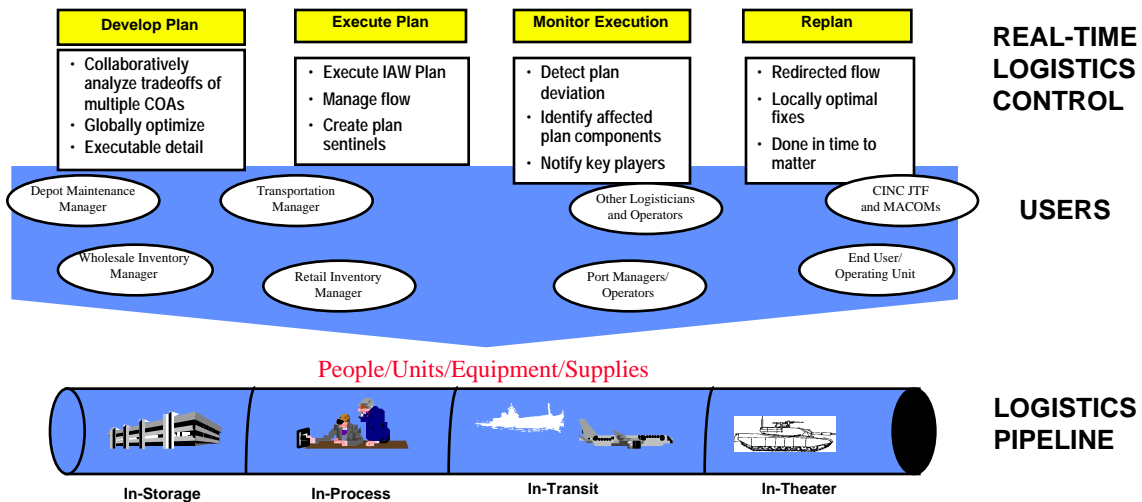 Develop Plan
Execute Plan
Monitor Execution
Replan
REAL-TIME
LOGISTICS
CONTROL
· Collaboratively
analyze tradeoffs of
multiple COAs
· Globally optimize
· Executable detail
· Execute IAW Plan
· Manage flow
· Create plan
sentinels
· Detect plan
deviation
· Identify affected
plan components
· Notify key players
· Redirected flow
· Locally optimal
fixes
· Done in time to
matter
Depot Maintenance
Manager
Transportation
Manager
Other Logisticians
and Operators
CINC JTF
and MACOMs
USERS
Wholesale Inventory
Manager
Retail Inventory
Manager
Port Managers/
Operators
End User/
Operating Unit
People/Units/Equipment/Supplies
LOGISTICS
PIPELINE
In-Storage
In-Process
In-Transit
In-Theater